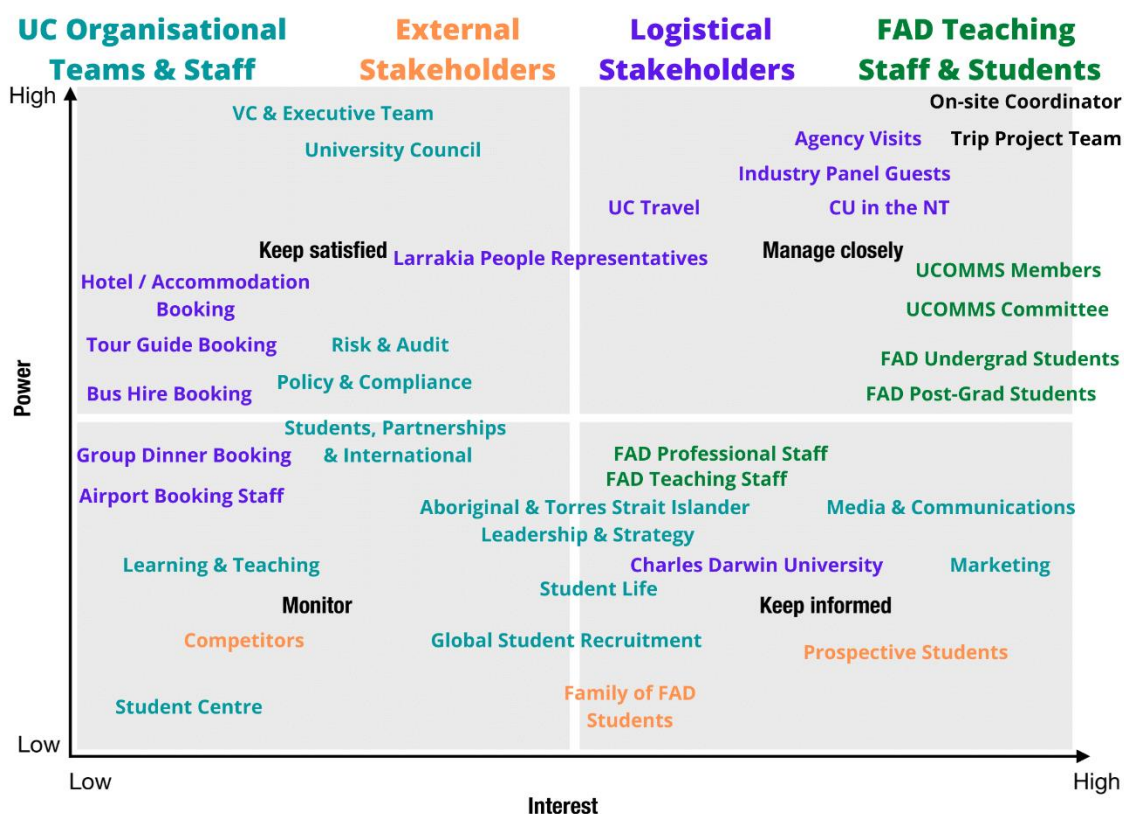 UC Organisational
Teams & Staff
External
Stakeholders
Logistical
Stakeholders
FAD Teaching
Staff & Students
High
VC & Executive Team
On-site Coordinator
University Council
Agency Visits
Trip Project Team
Industry Panel Guests
UC Travel
CU in the NT
Keep satisfied
Larrakia People Representatives
Manage closely
UCOMMS Members
Hotel / Accommodation
Booking
UCOMMS Committee
Tour Guide Booking
Risk & Audit
FAD Undergrad Students
Policy & Compliance
Bus Hire Booking
FAD Post-Grad Students
Power
Students, Partnerships
& International
Group Dinner Booking
FAD Professional Staff
FAD Teaching Staff
Airport Booking Staff
Aboriginal & Torres Strait Islander
Leadership & Strategy
Media & Communications
Learning & Teaching
Charles Darwin University
Marketing
Student Life
Monitor
Keep informed
Competitors
Global Student Recruitment
Prospective Students
Family of FAD
Students
Student Centre
Low
Low
High
Interest